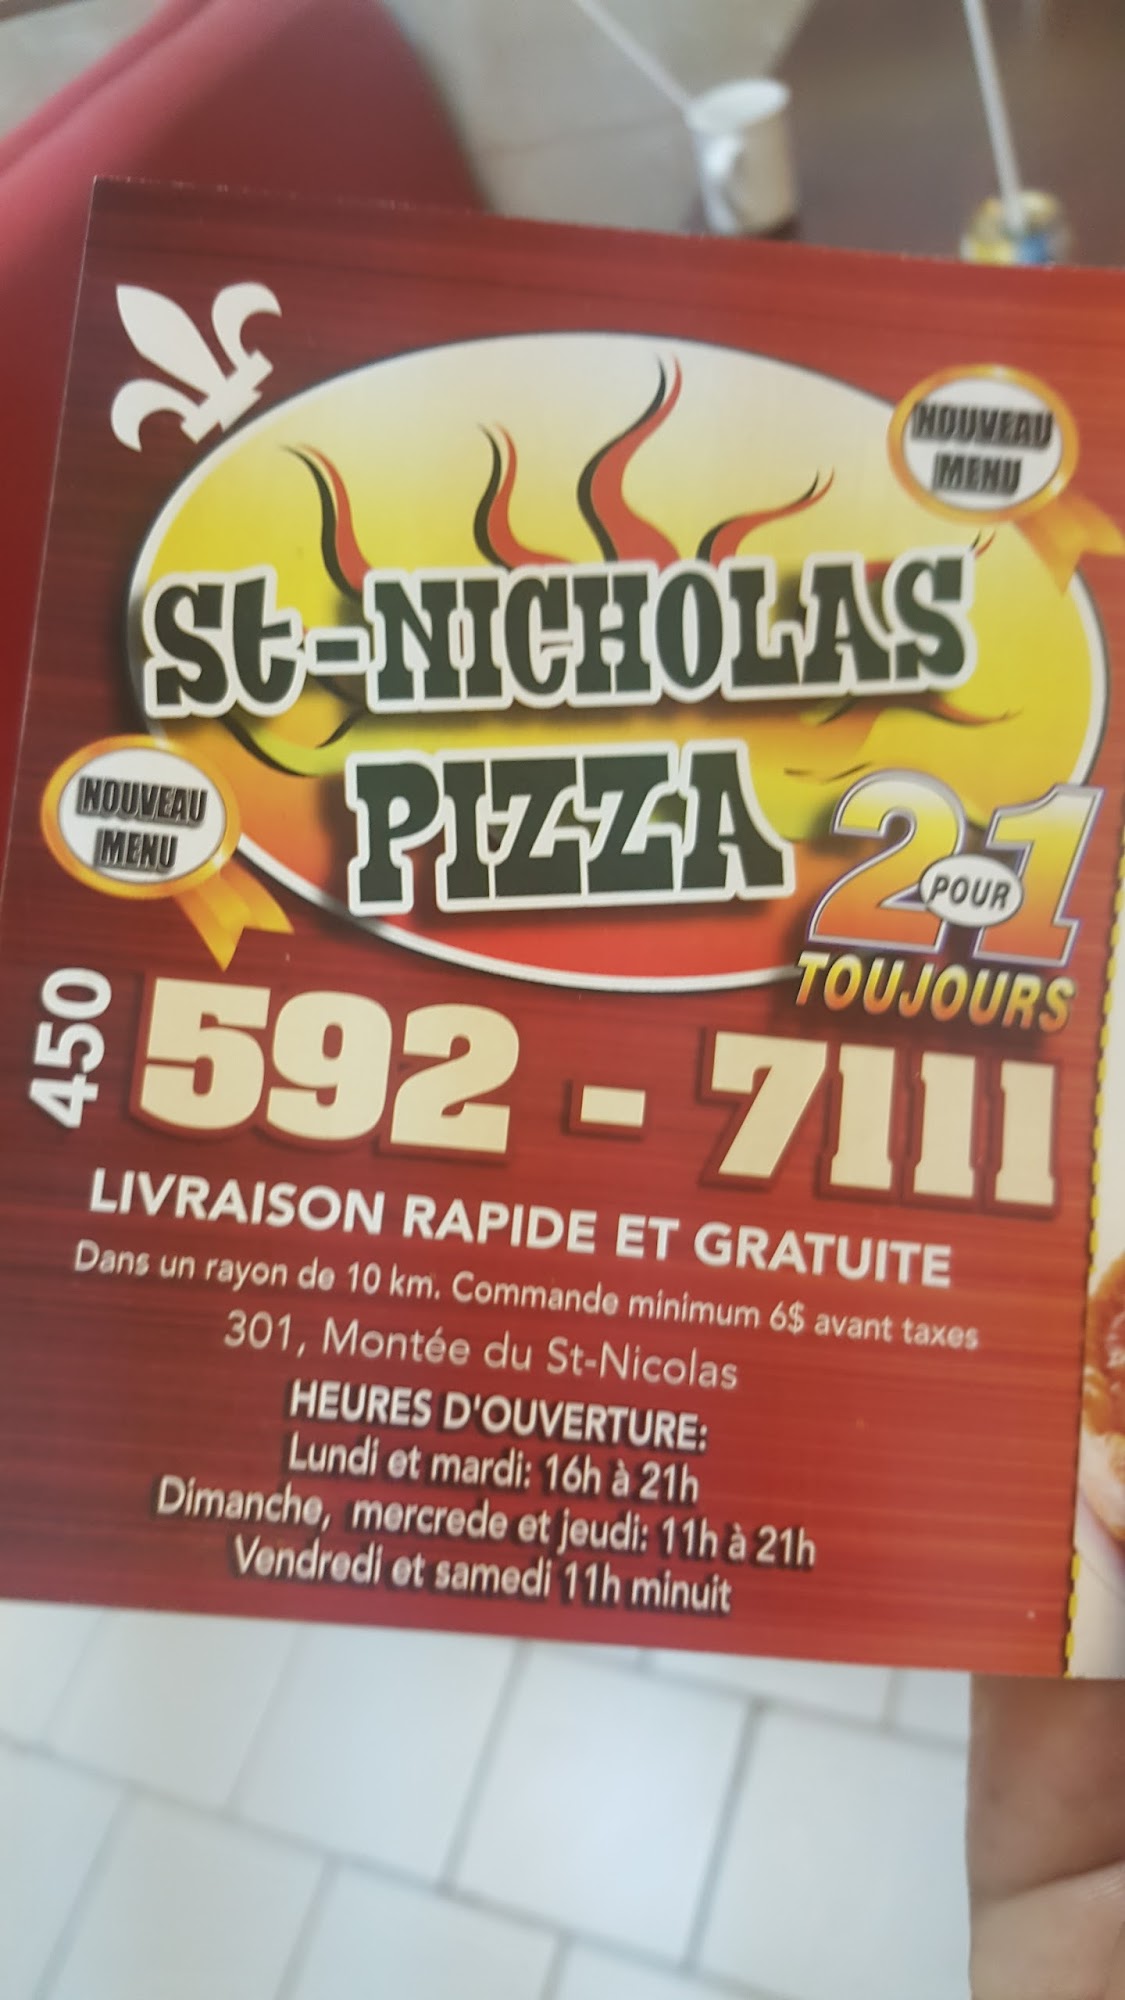 NOUVEAU
MENU
St-NICHOLAS
PIZZA
NOUVEAU
MENU
2 POUR 1
TOUJOURS
450 592-7111
LIVRAISON RAPIDE ET GRATUITE
Dans un rayon de 10 km. Commande minimum 6$ avant taxes
301, Montée du St-Nicolas
HEURES D'OUVERTURE:
Lundi et mardi: 16h à 21h
Dimanche, mercrede et jeudi: 11h à 21h
Vendredi et samedi 11h minuit